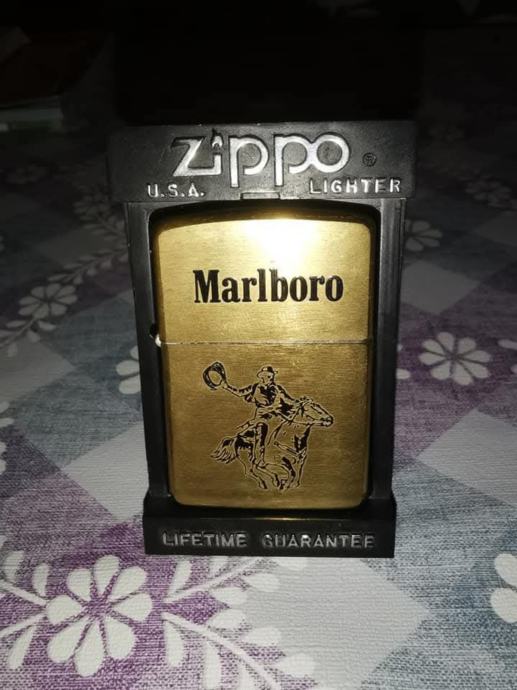 Zippo®
U.S.A. LIGHTER
Marlboro
LIFETIME GUARANTEE